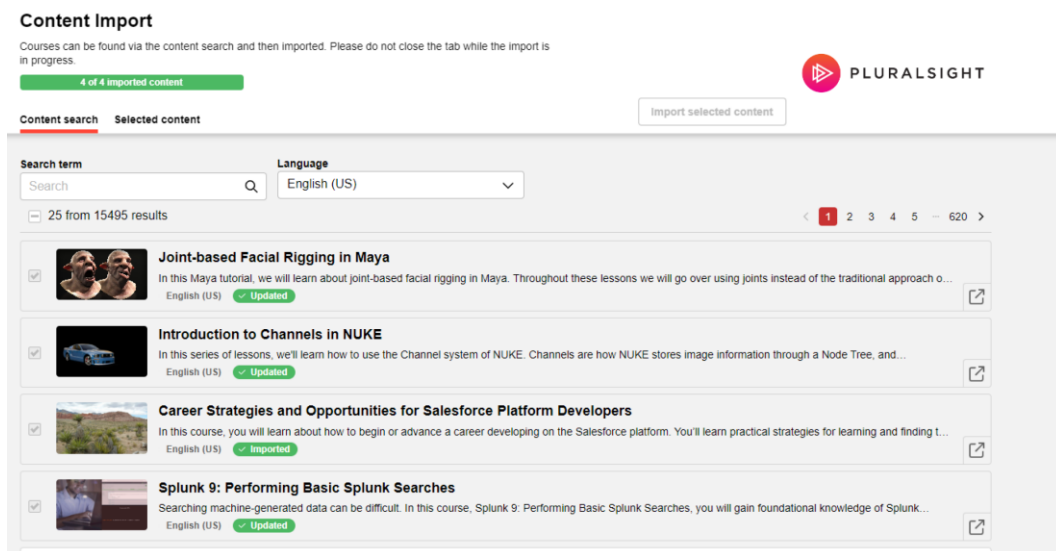 Content Import
Courses can be found via the content search and then imported. Please do not close the tab while the import is
in progress.
4 of 4 imported content
PLURALSIGHT
Import selected content
Content search Selected content
Search term
Language
Search
English (US)
25 from 15495 results
1 2 3 4 5 ··· 620
Joint-based Facial Rigging in Maya
In this Maya tutorial, we will learn about joint-based facial rigging in Maya. Throughout these lessons we will go over using joints instead of the traditional approach o...
English (US) Updated
Introduction to Channels in NUKE
In this series of lessons, we'll learn how to use the Channel system of NUKE. Channels are how NUKE stores image information through a Node Tree, and...
English (US) Updated
Career Strategies and Opportunities for Salesforce Platform Developers
In this course, you will learn about how to begin or advance a career developing on the Salesforce platform. You'll learn practical strategies for learning and finding t...
English (US) Imported
Splunk 9: Performing Basic Splunk Searches
Searching machine-generated data can be difficult. In this course, Splunk 9: Performing Basic Splunk Searches, you will gain foundational knowledge of Splunk...
English (US) Updated